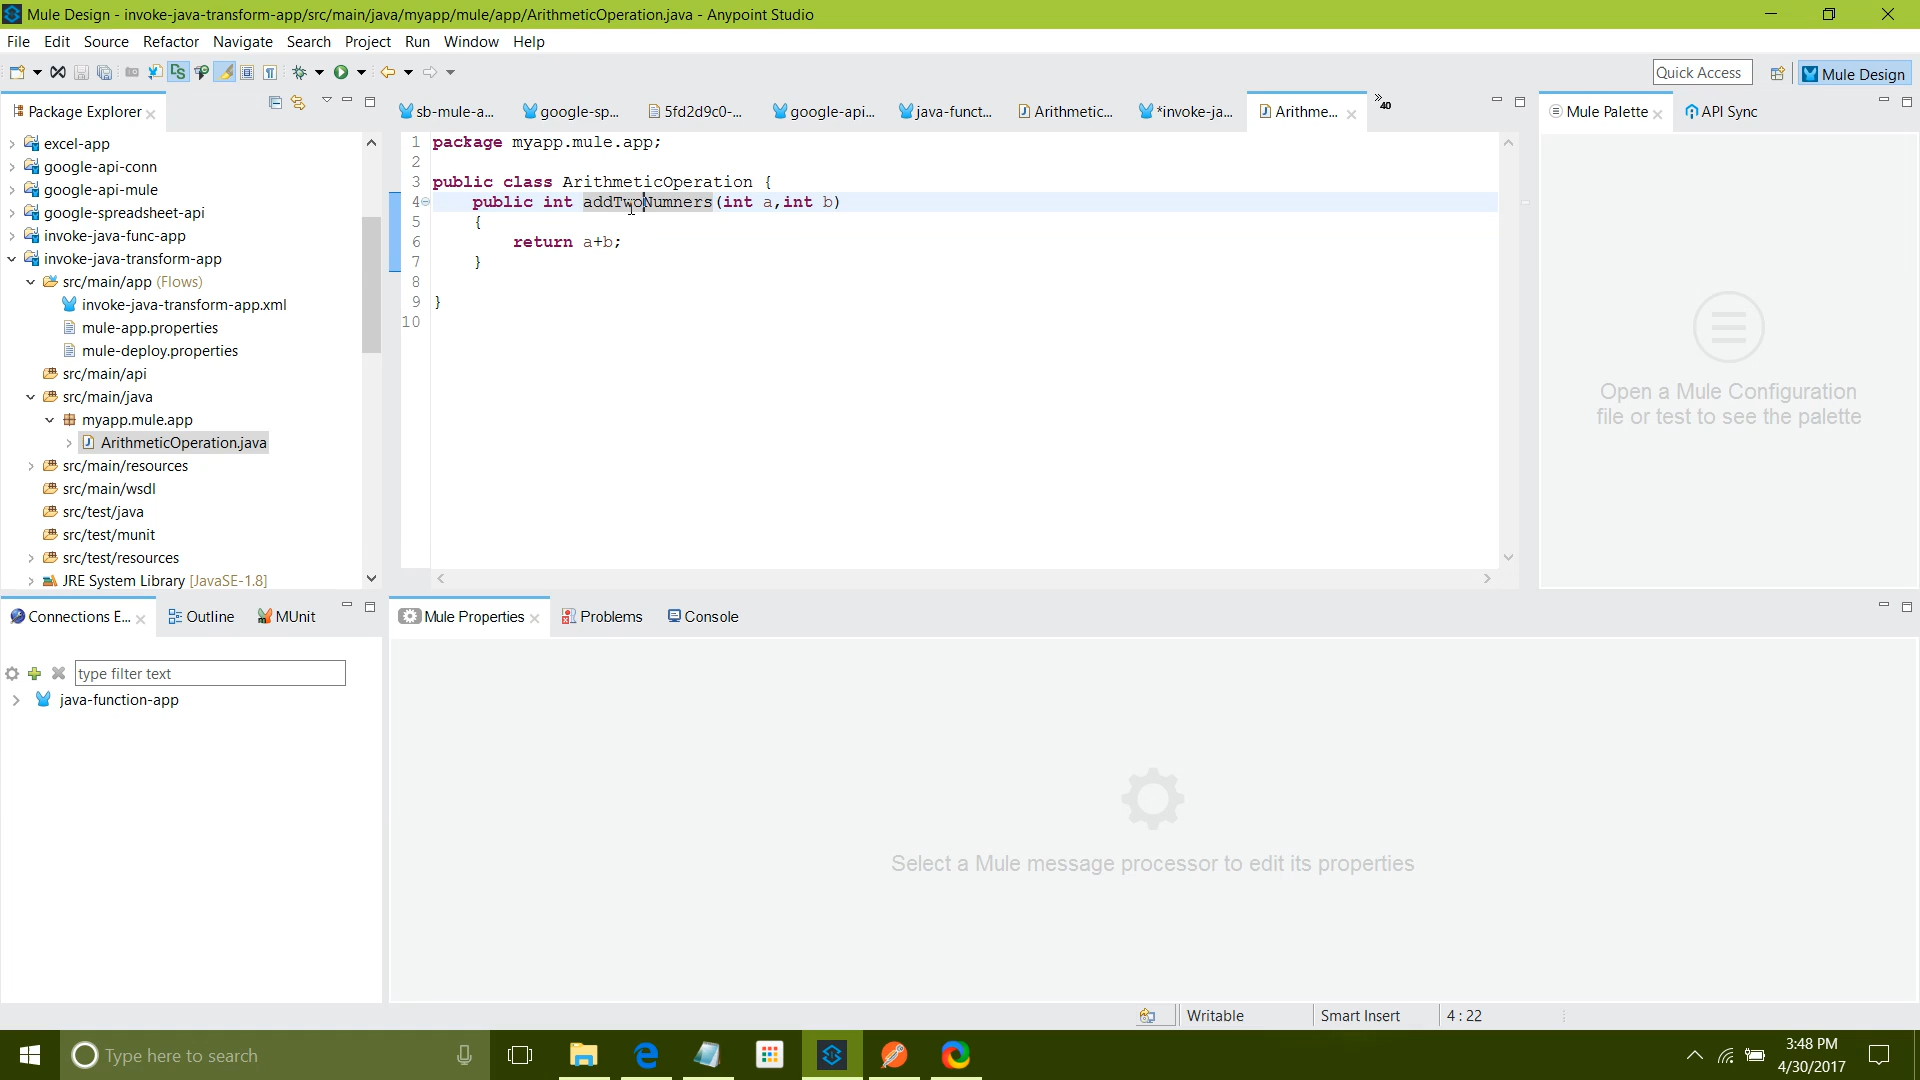 Mule Design - invoke-java-transform-app/src/main/java/myapp/mule/app/ArithmeticOperation.java - Anypoint Studio
File Edit Source Refactor Navigate Search Project Run Window Help
Quick Access
Mule Design
Package Explorer
excel-app
google-api-conn
google-api-mule
google-spreadsheet-api
invoke-java-func-app
invoke-java-transform-app
src/main/app (Flows)
invoke-java-transform-app.xml
mule-app.properties
mule-deploy.properties
src/main/api
src/main/java
myapp.mule.app
ArithmeticOperation.java
src/main/resources
src/main/wsdl
src/test/java
src/test/munit
src/test/resources
JRE System Library [JavaSE-1.8]
sb-mule-a... google-sp... 5fd2d9c0-... google-api... java-funct... Arithmetic... *invoke-ja... Arithme... »40
1 package myapp.mule.app;
2
3 public class ArithmeticOperation {
4 public int addTwoNumners(int a,int b)
5 {
6 return a+b;
7 }
8
9 }
10
Mule Palette API Sync
Open a Mule Configuration
file or test to see the palette
Connections E... Outline MUnit
type filter text
java-function-app
Mule Properties Problems Console
Select a Mule message processor to edit its properties
Writable Smart Insert 4 : 22
Type here to search
3:48 PM
4/30/2017